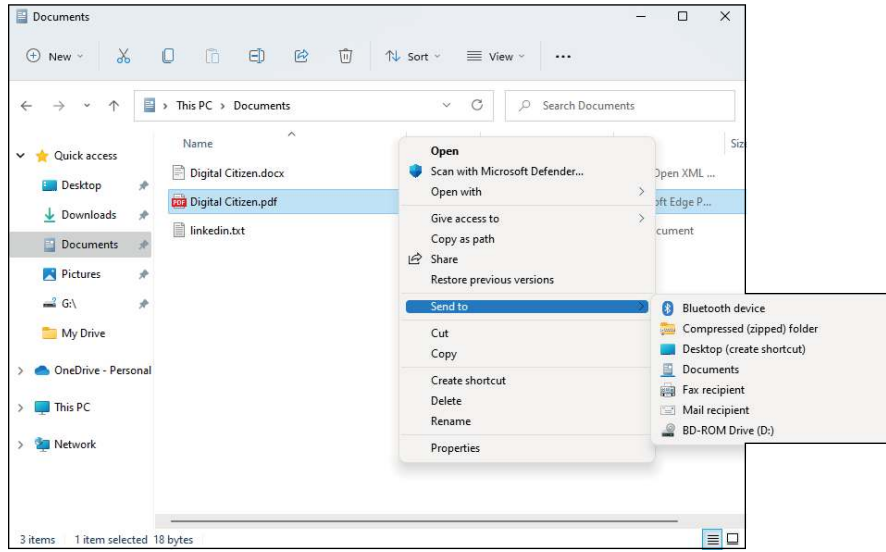 Documents
New
Sort
View
This PC > Documents
Search Documents
Name
Siz
Quick access
Desktop
Downloads
Documents
Pictures
G:\
My Drive
OneDrive - Personal
This PC
Network
Digital Citizen.docx
Digital Citizen.pdf
PDF
linkedin.txt
Open XML ...
oft Edge P...
cument
Open
Scan with Microsoft Defender...
Open with
Give access to
Copy as path
Share
Restore previous versions
Send to
Cut
Copy
Create shortcut
Delete
Rename
Properties
Bluetooth device
Compressed (zipped) folder
Desktop (create shortcut)
Documents
Fax recipient
Mail recipient
BD-ROM Drive (D:)
3 items 1 item selected 18 bytes